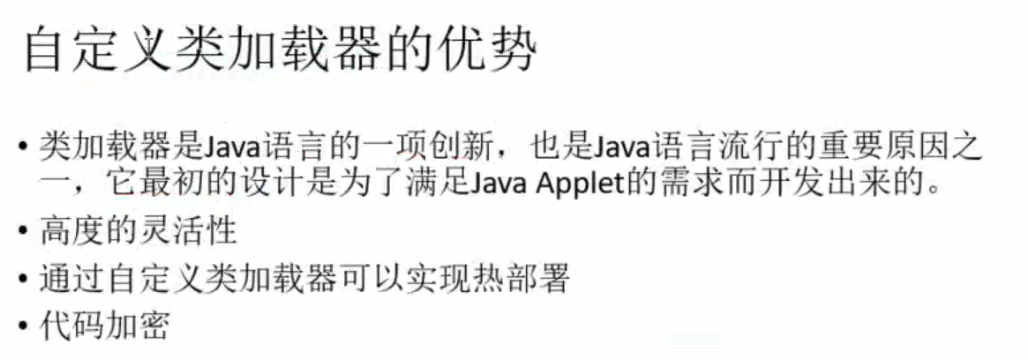 自定义类加载器的优势
• 类加载器是Java语言的一项创新，也是Java语言流行的重要原因之
一，它最初的设计是为了满足Java Applet的需求而开发出来的。
• 高度的灵活性
• 通过自定义类加载器可以实现热部署
• 代码加密